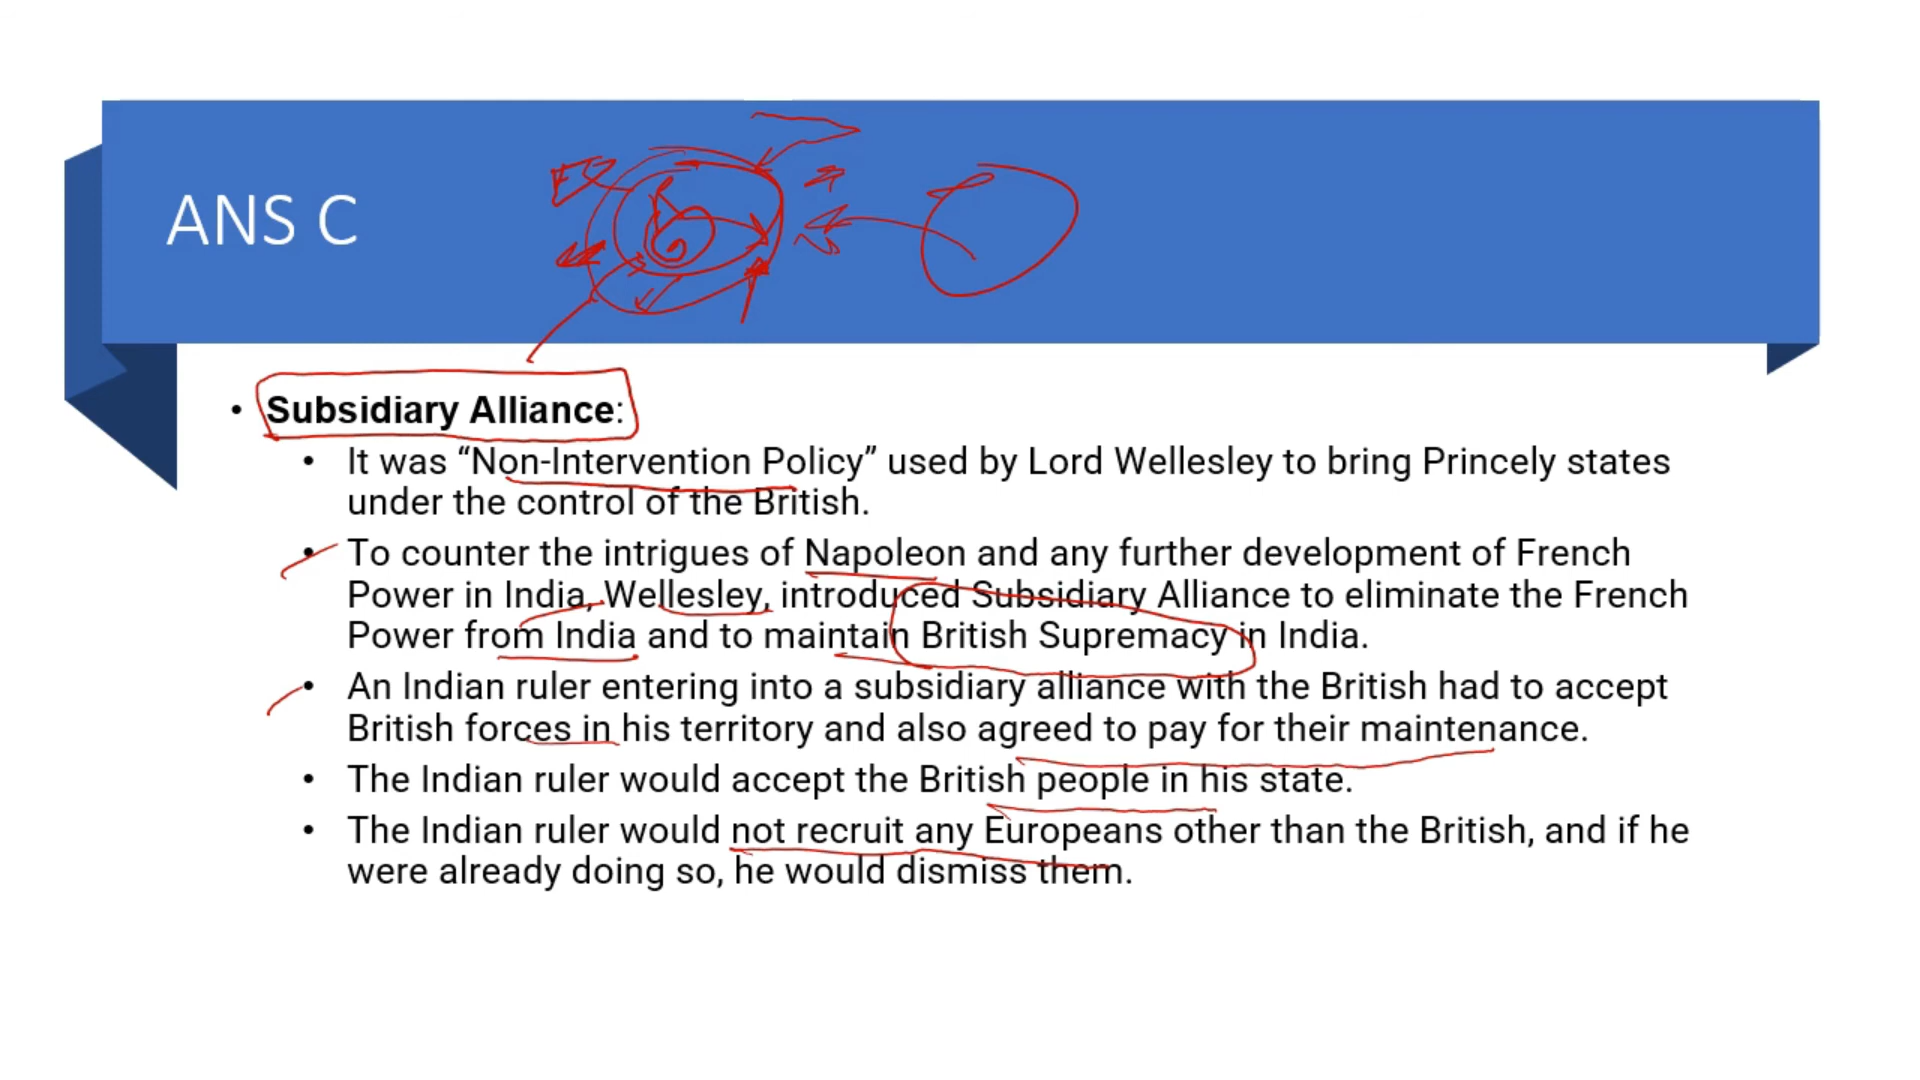 ANS C
• Subsidiary Alliance:
• It was “Non-Intervention Policy” used by Lord Wellesley to bring Princely states
under the control of the British.
• To counter the intrigues of Napoleon and any further development of French
Power in India, Wellesley, introduced Subsidiary Alliance to eliminate the French
Power from India and to maintain British Supremacy in India.
• An Indian ruler entering into a subsidiary alliance with the British had to accept
British forces in his territory and also agreed to pay for their maintenance.
• The Indian ruler would accept the British people in his state.
• The Indian ruler would not recruit any Europeans other than the British, and if he
were already doing so, he would dismiss them.